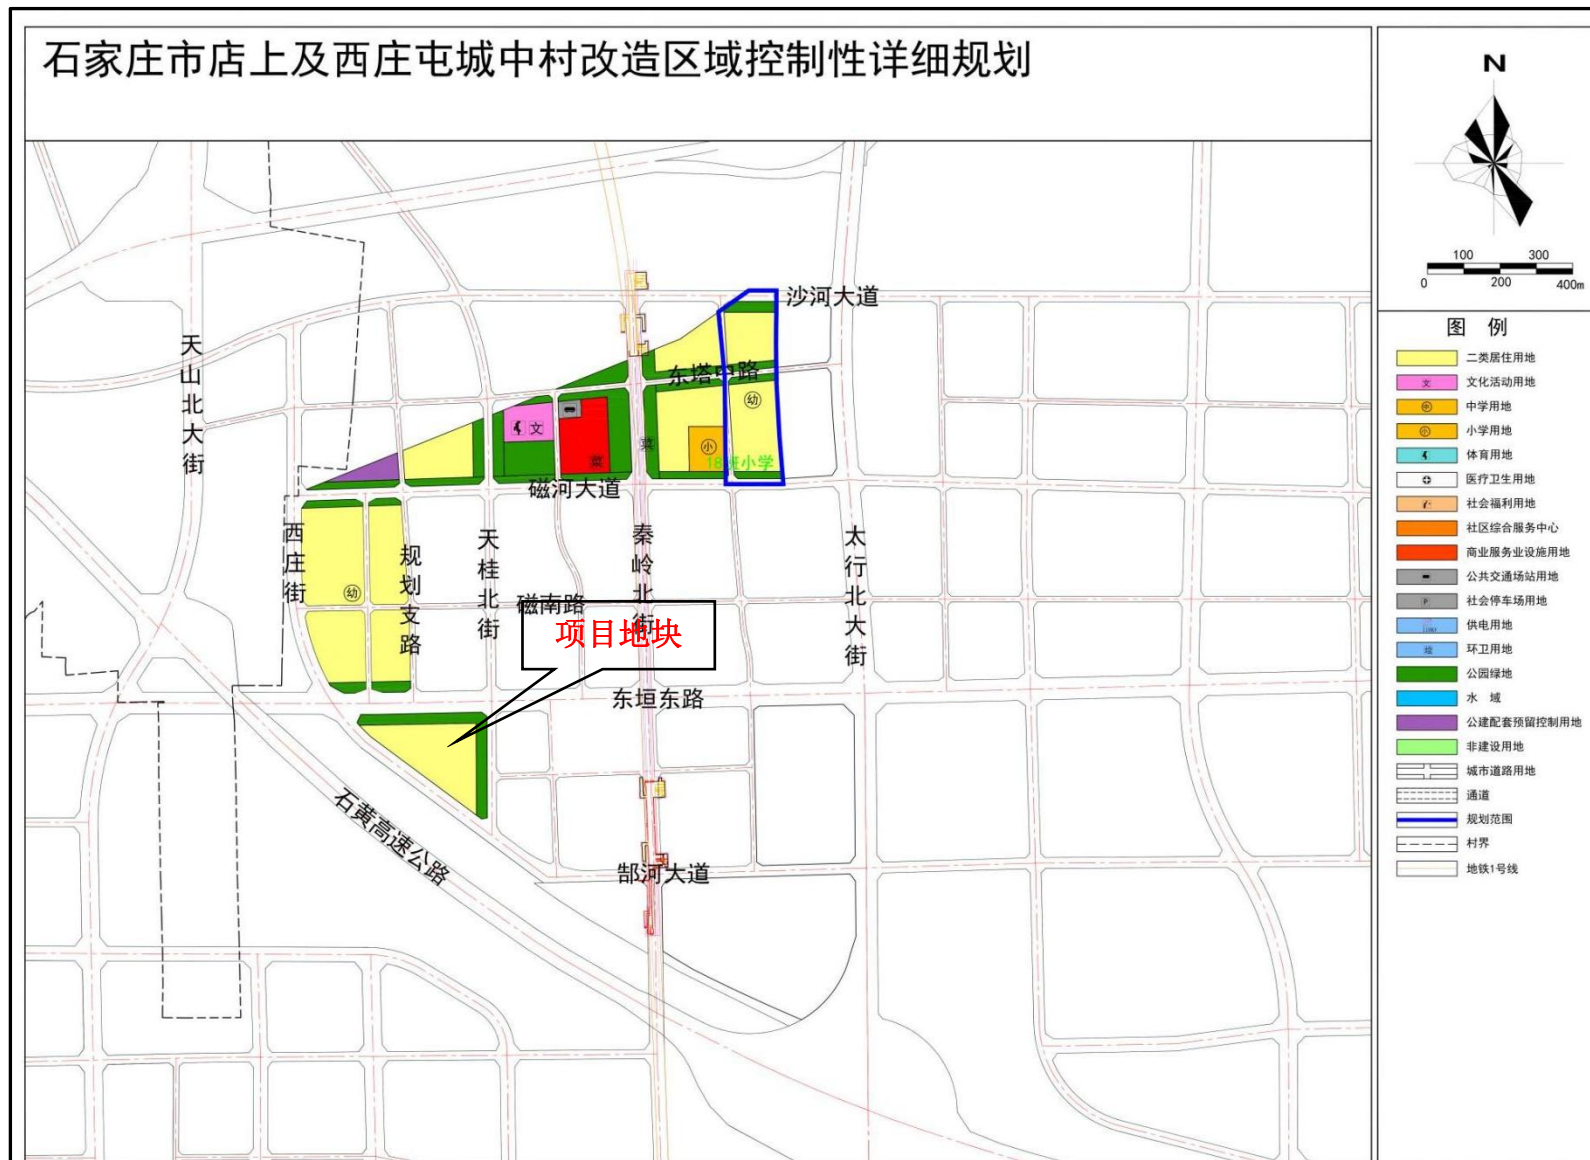 石家庄市店上及西庄屯城中村改造区域控制性详细规划
N
100 300
0 200 400m
图 例
二类居住用地
文 文化活动用地
中 中学用地
小 小学用地
体育用地
医疗卫生用地
社会福利用地
社区综合服务中心
商业服务业设施用地
公共交通场站用地
P 社会停车场用地
供电用地
环卫用地
公园绿地
水 域
公建配套预留控制用地
非建设用地
城市道路用地
通道
规划范围
村界
地铁1号线
沙河大道
天山北大街
东塔中路
幼
文
菜
菜
小
18班小学
磁河大道
西庄街
规划支路
天桂北街
秦岭北街
太行北大街
幼
磁南路
项目地块
东垣东路
石黄高速公路
郜河大道